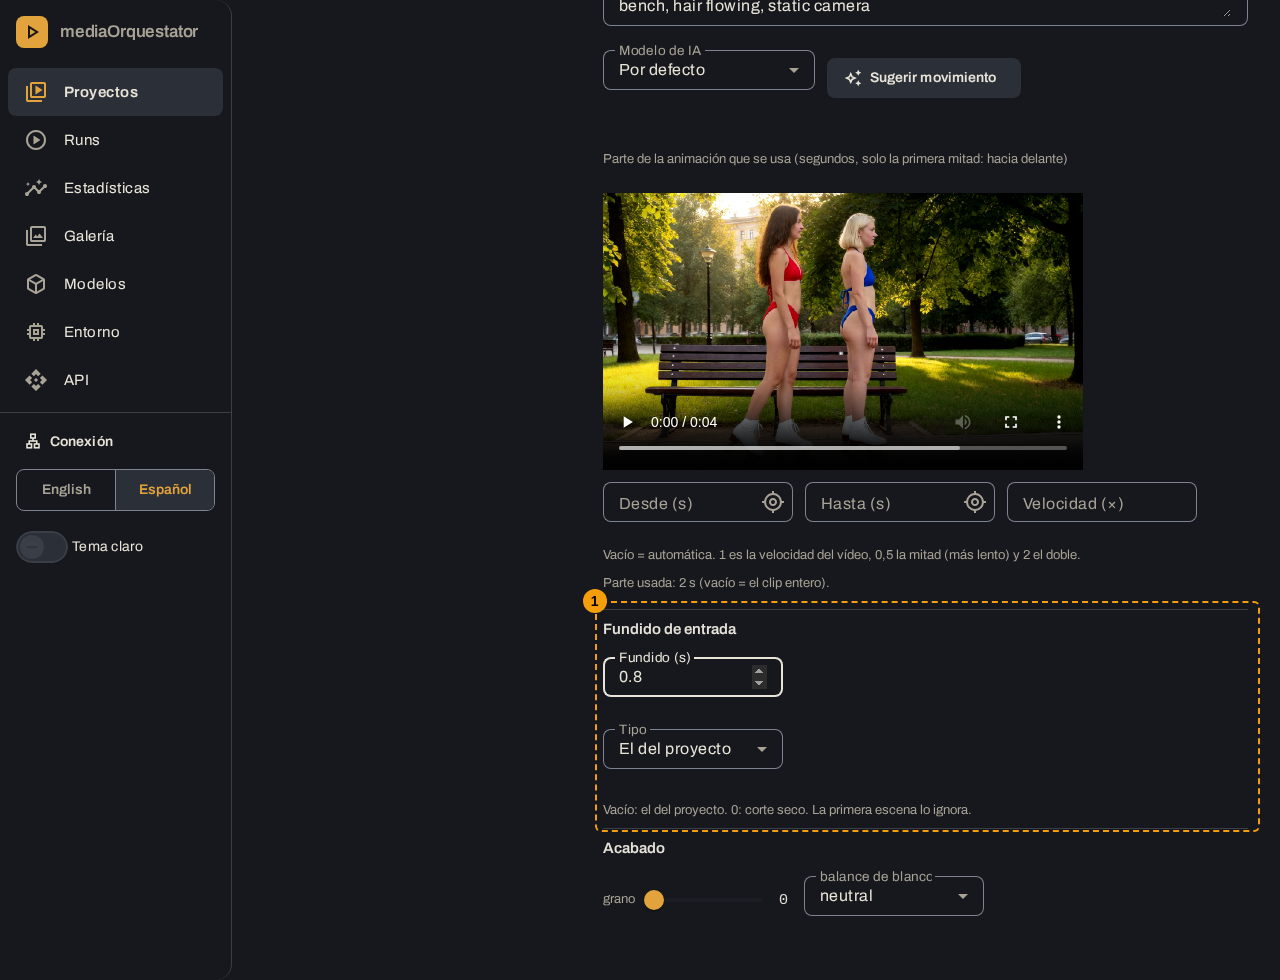 mediaOrquestator
Proyectos
Runs
Estadísticas
Galería
Modelos
Entorno
API
Conexión
English
Español
Tema claro
bench, hair flowing, static camera
Modelo de IA
Por defecto
Sugerir movimiento
Parte de la animación que se usa (segundos, solo la primera mitad: hacia delante)
0:00 / 0:04
Desde (s)
Hasta (s)
Velocidad (×)
Vacío = automática. 1 es la velocidad del vídeo, 0,5 la mitad (más lento) y 2 el doble.
Parte usada: 2 s (vacío = el clip entero).
1
Fundido de entrada
Fundido (s)
0.8
Tipo
El del proyecto
Vacío: el del proyecto. 0: corte seco. La primera escena lo ignora.
Acabado
grano
0
balance de blanco
neutral